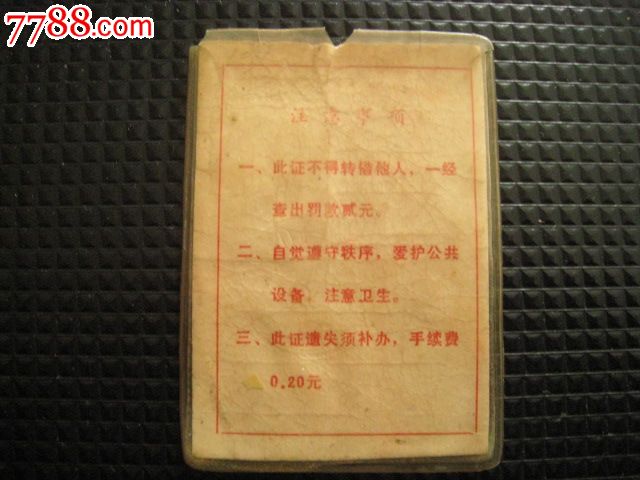 7788.com
注意事项
一、此证不得转借他人，一经
查出罚款贰元。
二、自觉遵守秩序，爱护公共
设备，注意卫生。
三、此证遗失须补办，手续费
0.20元